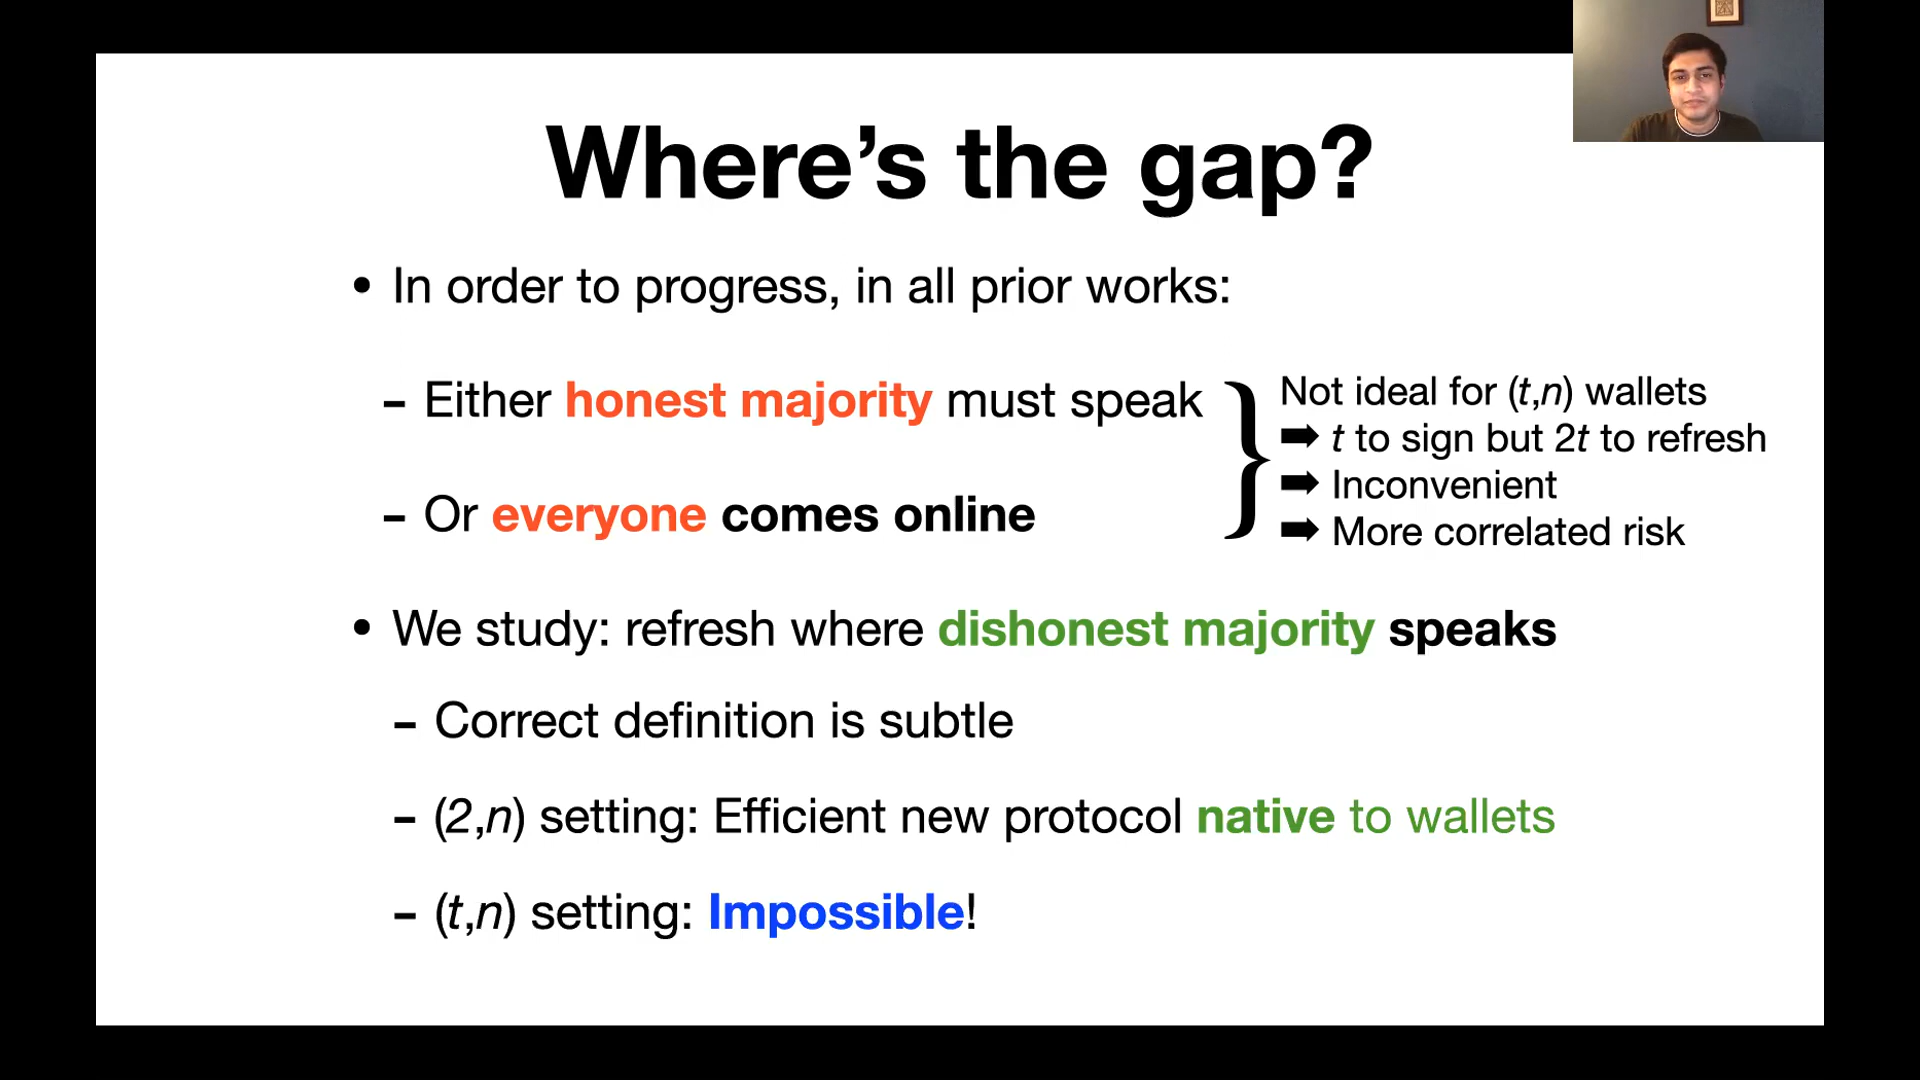 Where’s the gap?
• In order to progress, in all prior works:
– Either honest majority must speak
– Or everyone comes online
} Not ideal for (t,n) wallets
➡ t to sign but 2t to refresh
➡ Inconvenient
➡ More correlated risk
• We study: refresh where dishonest majority speaks
– Correct definition is subtle
– (2,n) setting: Efficient new protocol native to wallets
– (t,n) setting: Impossible!